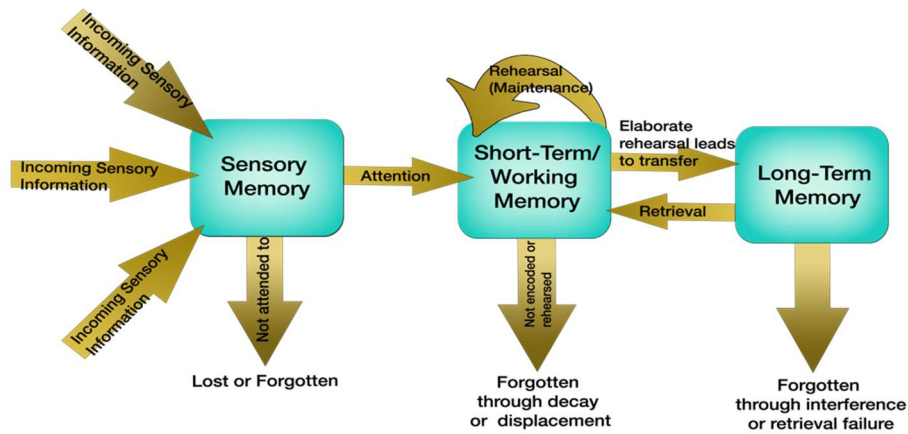 Incoming Sensory
Information
Incoming Sensory
Information
Incoming Sensory
Information
Sensory
Memory
Not attended to
Lost or Forgotten
Attention
Rehearsal
(Maintenance)
Short-Term/
Working
Memory
Not encoded or
rehearsed
Forgotten
through decay
or displacement
Elaborate
rehearsal leads
to transfer
Retrieval
Long-Term
Memory
Forgotten
through interference
or retrieval failure